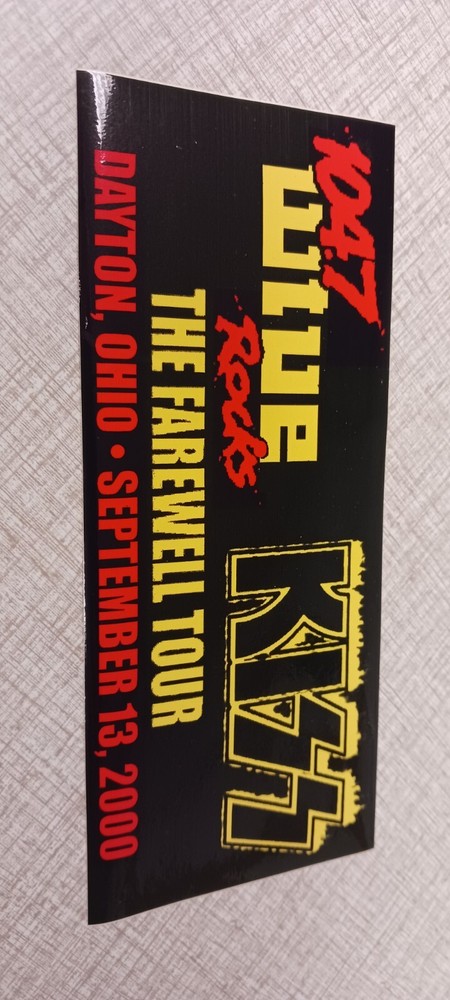 104.7
wtue
Rocks
KISS
THE FAREWELL TOUR
DAYTON, OHIO • SEPTEMBER 13, 2000